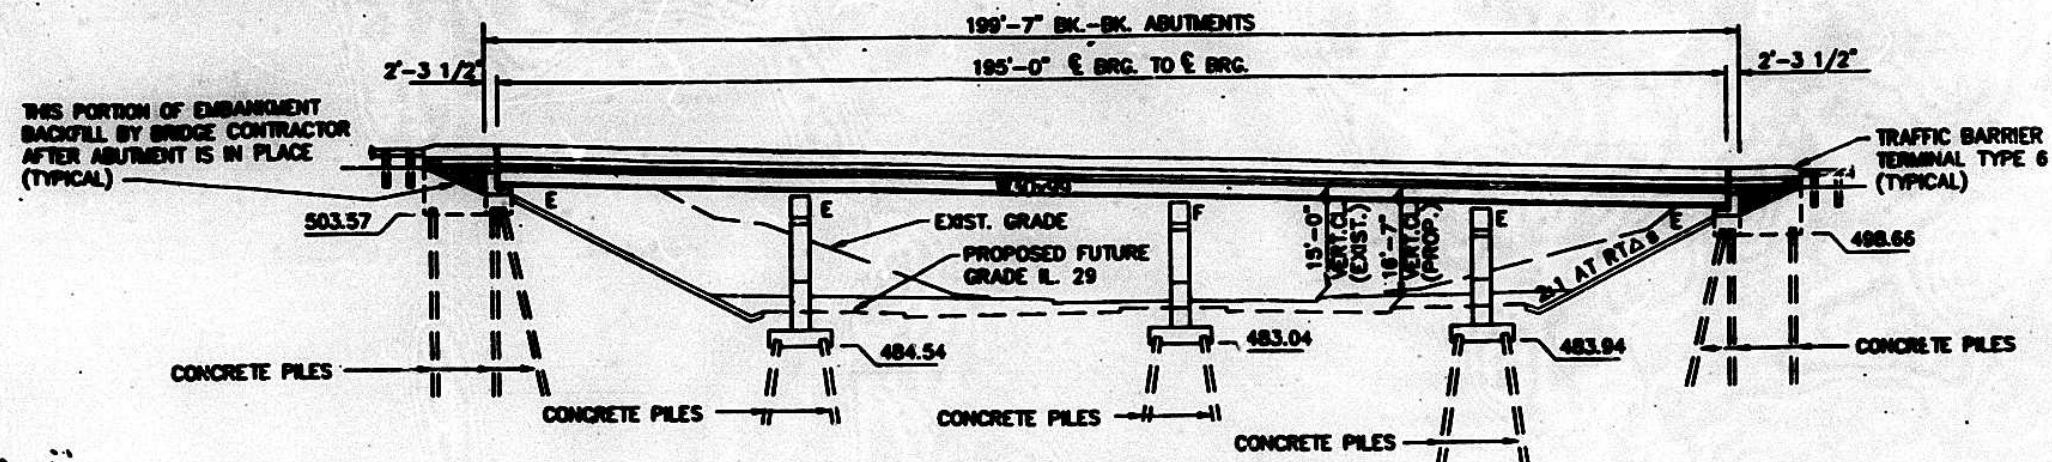 199'-7" BK.-BK. ABUTMENTS
195'-0" ℄ BRG. TO ℄ BRG.
2'-3 1/2"
2'-3 1/2"
THIS PORTION OF EMBANKMENT
BACKFILL BY BRIDGE CONTRACTOR
AFTER ABUTMENT IS IN PLACE
(TYPICAL)
TRAFFIC BARRIER
TERMINAL TYPE 6
(TYPICAL)
503.57
E
E
F
E
E
EXIST. GRADE
PROPOSED FUTURE
GRADE IL. 29
15'-0"
VERT.CL.
(EXIST.)
16'-7"
VERT.CL.
(PROP.)
2:1 AT RT
498.66
484.54
483.04
483.94
CONCRETE PILES
CONCRETE PILES
CONCRETE PILES
CONCRETE PILES
CONCRETE PILES